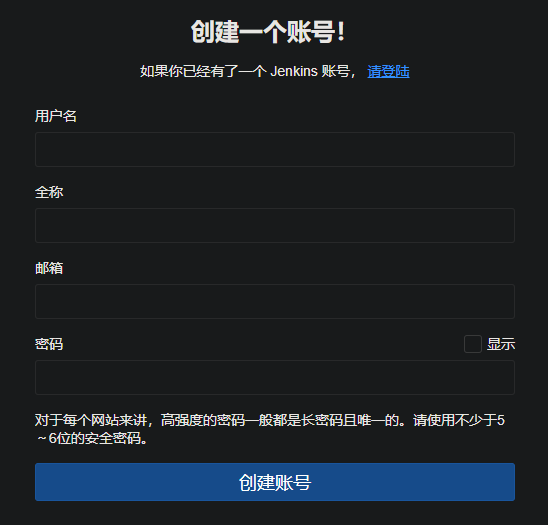 创建一个账号！
如果你已经有了一个 Jenkins 账号， 请登陆
用户名
全称
邮箱
密码
显示
对于每个网站来讲，高强度的密码一般都是长密码且唯一的。请使用不少于5
～6位的安全密码。
创建账号